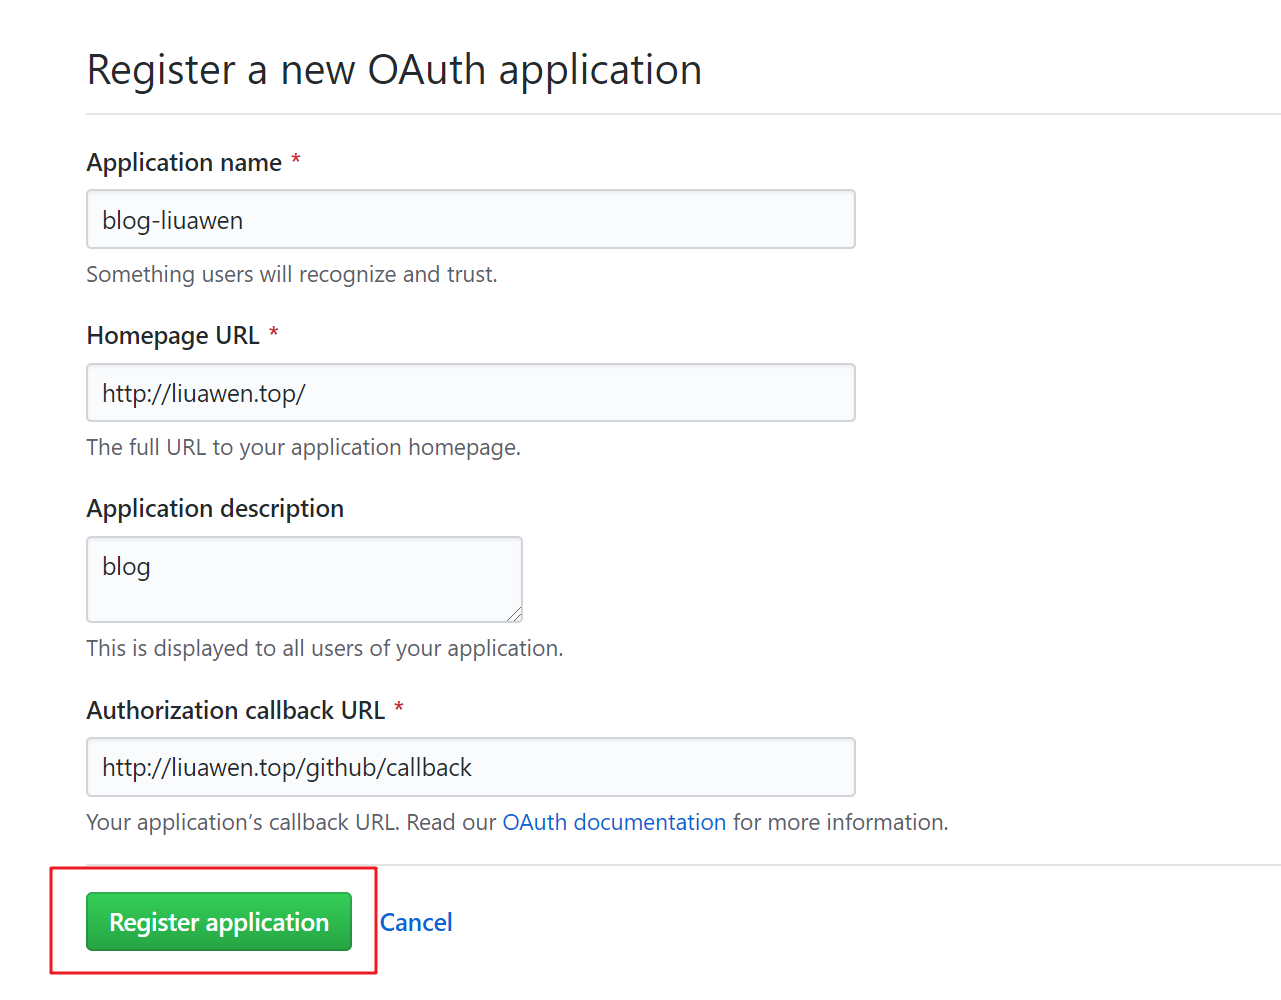 Register a new OAuth application
Application name *
blog-liuawen
Something users will recognize and trust.
Homepage URL *
http://liuawen.top/
The full URL to your application homepage.
Application description
blog
This is displayed to all users of your application.
Authorization callback URL *
http://liuawen.top/github/callback
Your application’s callback URL. Read our OAuth documentation for more information.
Register application Cancel